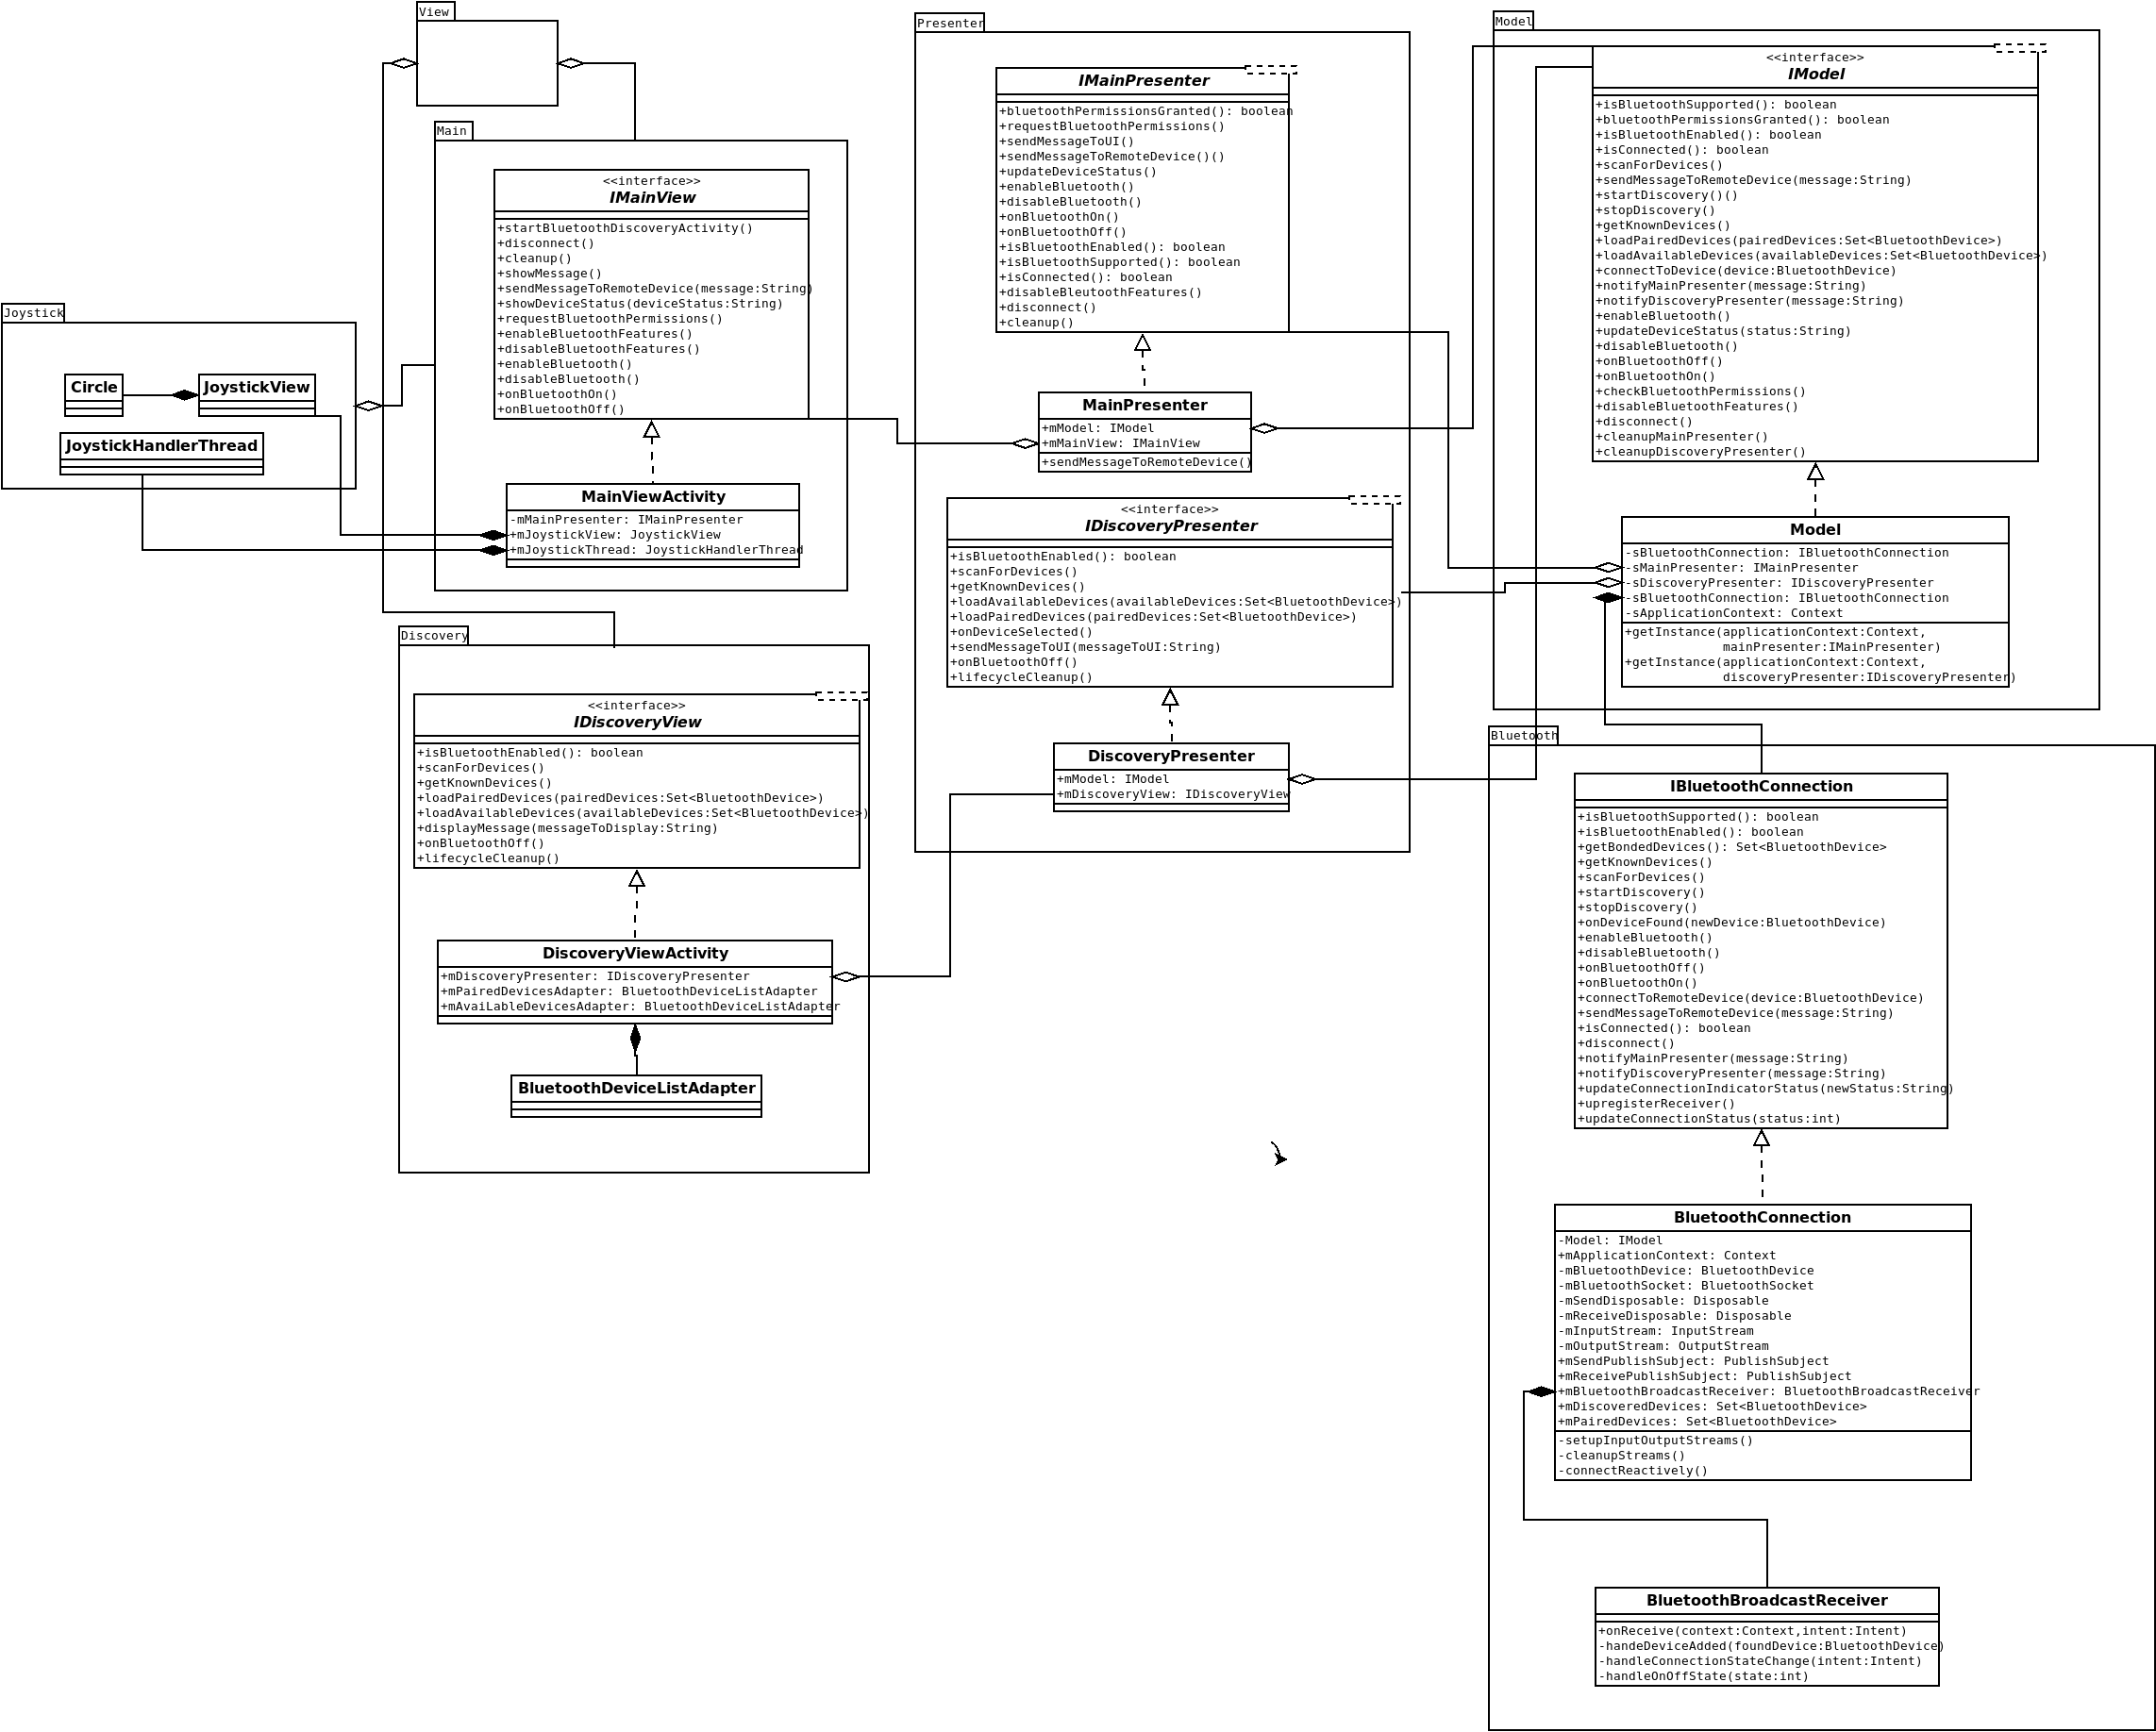 View
Main
<<interface>>
IMainView
+startBluetoothDiscoveryActivity()
+disconnect()
+cleanup()
+showMessage()
+sendMessageToRemoteDevice(message:String)
+showDeviceStatus(deviceStatus:String)
+requestBluetoothPermissions()
+enableBluetoothFeatures()
+disableBluetoothFeatures()
+enableBluetooth()
+disableBluetooth()
+onBluetoothOn()
+onBluetoothOff()
MainViewActivity
-mMainPresenter: IMainPresenter
+mJoystickView: JoystickView
+mJoystickThread: JoystickHandlerThread
Joystick
Circle
JoystickView
JoystickHandlerThread
Discovery
<<interface>>
IDiscoveryView
+isBluetoothEnabled(): boolean
+scanForDevices()
+getKnownDevices()
+loadPairedDevices(pairedDevices:Set<BluetoothDevice>)
+loadAvailableDevices(availableDevices:Set<BluetoothDevice>)
+displayMessage(messageToDisplay:String)
+onBluetoothOff()
+lifecycleCleanup()
DiscoveryViewActivity
+mDiscoveryPresenter: IDiscoveryPresenter
+mPairedDevicesAdapter: BluetoothDeviceListAdapter
+mAvaiLableDevicesAdapter: BluetoothDeviceListAdapter
BluetoothDeviceListAdapter
Presenter
IMainPresenter
+bluetoothPermissionsGranted(): boolean
+requestBluetoothPermissions()
+sendMessageToUI()
+sendMessageToRemoteDevice()()
+updateDeviceStatus()
+enableBluetooth()
+disableBluetooth()
+onBluetoothOn()
+onBluetoothOff()
+isBluetoothEnabled(): boolean
+isBluetoothSupported(): boolean
+isConnected(): boolean
+disableBleutoothFeatures()
+disconnect()
+cleanup()
MainPresenter
+mModel: IModel
+mMainView: IMainView
+sendMessageToRemoteDevice()
<<interface>>
IDiscoveryPresenter
+isBluetoothEnabled(): boolean
+scanForDevices()
+getKnownDevices()
+loadAvailableDevices(availableDevices:Set<BluetoothDevice>)
+loadPairedDevices(pairedDevices:Set<BluetoothDevice>)
+onDeviceSelected()
+sendMessageToUI(messageToUI:String)
+onBluetoothOff()
+lifecycleCleanup()
DiscoveryPresenter
+mModel: IModel
+mDiscoveryView: IDiscoveryView
Model
<<interface>>
IModel
+isBluetoothSupported(): boolean
+bluetoothPermissionsGranted(): boolean
+isBluetoothEnabled(): boolean
+isConnected(): boolean
+scanForDevices()
+sendMessageToRemoteDevice(message:String)
+startDiscovery()()
+stopDiscovery()
+getKnownDevices()
+loadPairedDevices(pairedDevices:Set<BluetoothDevice>)
+loadAvailableDevices(availableDevices:Set<BluetoothDevice>)
+connectToDevice(device:BluetoothDevice)
+notifyMainPresenter(message:String)
+notifyDiscoveryPresenter(message:String)
+enableBluetooth()
+updateDeviceStatus(status:String)
+disableBluetooth()
+onBluetoothOff()
+onBluetoothOn()
+checkBluetoothPermissions()
+disableBluetoothFeatures()
+disconnect()
+cleanupMainPresenter()
+cleanupDiscoveryPresenter()
Model
-sBluetoothConnection: IBluetoothConnection
-sMainPresenter: IMainPresenter
-sDiscoveryPresenter: IDiscoveryPresenter
-sBluetoothConnection: IBluetoothConnection
-sApplicationContext: Context
+getInstance(applicationContext:Context,
mainPresenter:IMainPresenter)
+getInstance(applicationContext:Context,
discoveryPresenter:IDiscoveryPresenter)
Bluetooth
IBluetoothConnection
+isBluetoothSupported(): boolean
+isBluetoothEnabled(): boolean
+getBondedDevices(): Set<BluetoothDevice>
+getKnownDevices()
+scanForDevices()
+startDiscovery()
+stopDiscovery()
+onDeviceFound(newDevice:BluetoothDevice)
+enableBluetooth()
+disableBluetooth()
+onBluetoothOff()
+onBluetoothOn()
+connectToRemoteDevice(device:BluetoothDevice)
+sendMessageToRemoteDevice(message:String)
+isConnected(): boolean
+disconnect()
+notifyMainPresenter(message:String)
+notifyDiscoveryPresenter(message:String)
+updateConnectionIndicatorStatus(newStatus:String)
+upregisterReceiver()
+updateConnectionStatus(status:int)
BluetoothConnection
-Model: IModel
+mApplicationContext: Context
-mBluetoothDevice: BluetoothDevice
-mBluetoothSocket: BluetoothSocket
-mSendDisposable: Disposable
-mReceiveDisposable: Disposable
-mInputStream: InputStream
-mOutputStream: OutputStream
+mSendPublishSubject: PublishSubject
+mReceivePublishSubject: PublishSubject
+mBluetoothBroadcastReceiver: BluetoothBroadcastReceiver
+mDiscoveredDevices: Set<BluetoothDevice>
+mPairedDevices: Set<BluetoothDevice>
-setupInputOutputStreams()
-cleanupStreams()
-connectReactively()
BluetoothBroadcastReceiver
+onReceive(context:Context,intent:Intent)
-handeDeviceAdded(foundDevice:BluetoothDevice)
-handleConnectionStateChange(intent:Intent)
-handleOnOffState(state:int)